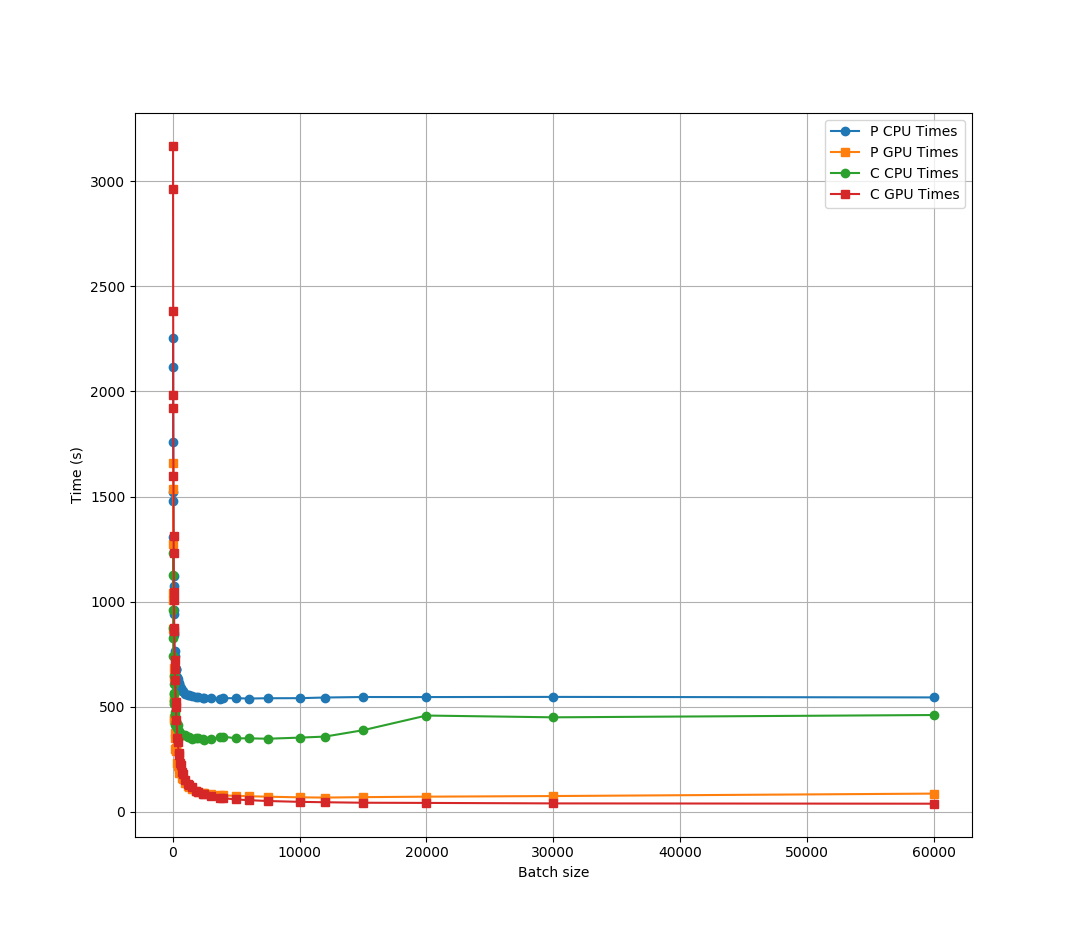 P CPU Times
P GPU Times
C CPU Times
C GPU Times
3000
2500
2000
1500
1000
500
0
Time (s)
0 10000 20000 30000 40000 50000 60000
Batch size